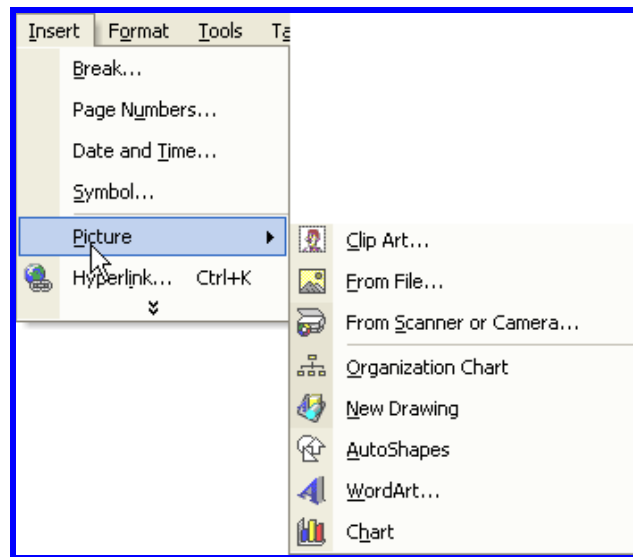 Insert Format Tools Ta
Break...
Page Numbers...
Date and Time...
Symbol...
Picture
Hyperlink... Ctrl+K
Clip Art...
From File...
From Scanner or Camera...
Organization Chart
New Drawing
AutoShapes
WordArt...
Chart